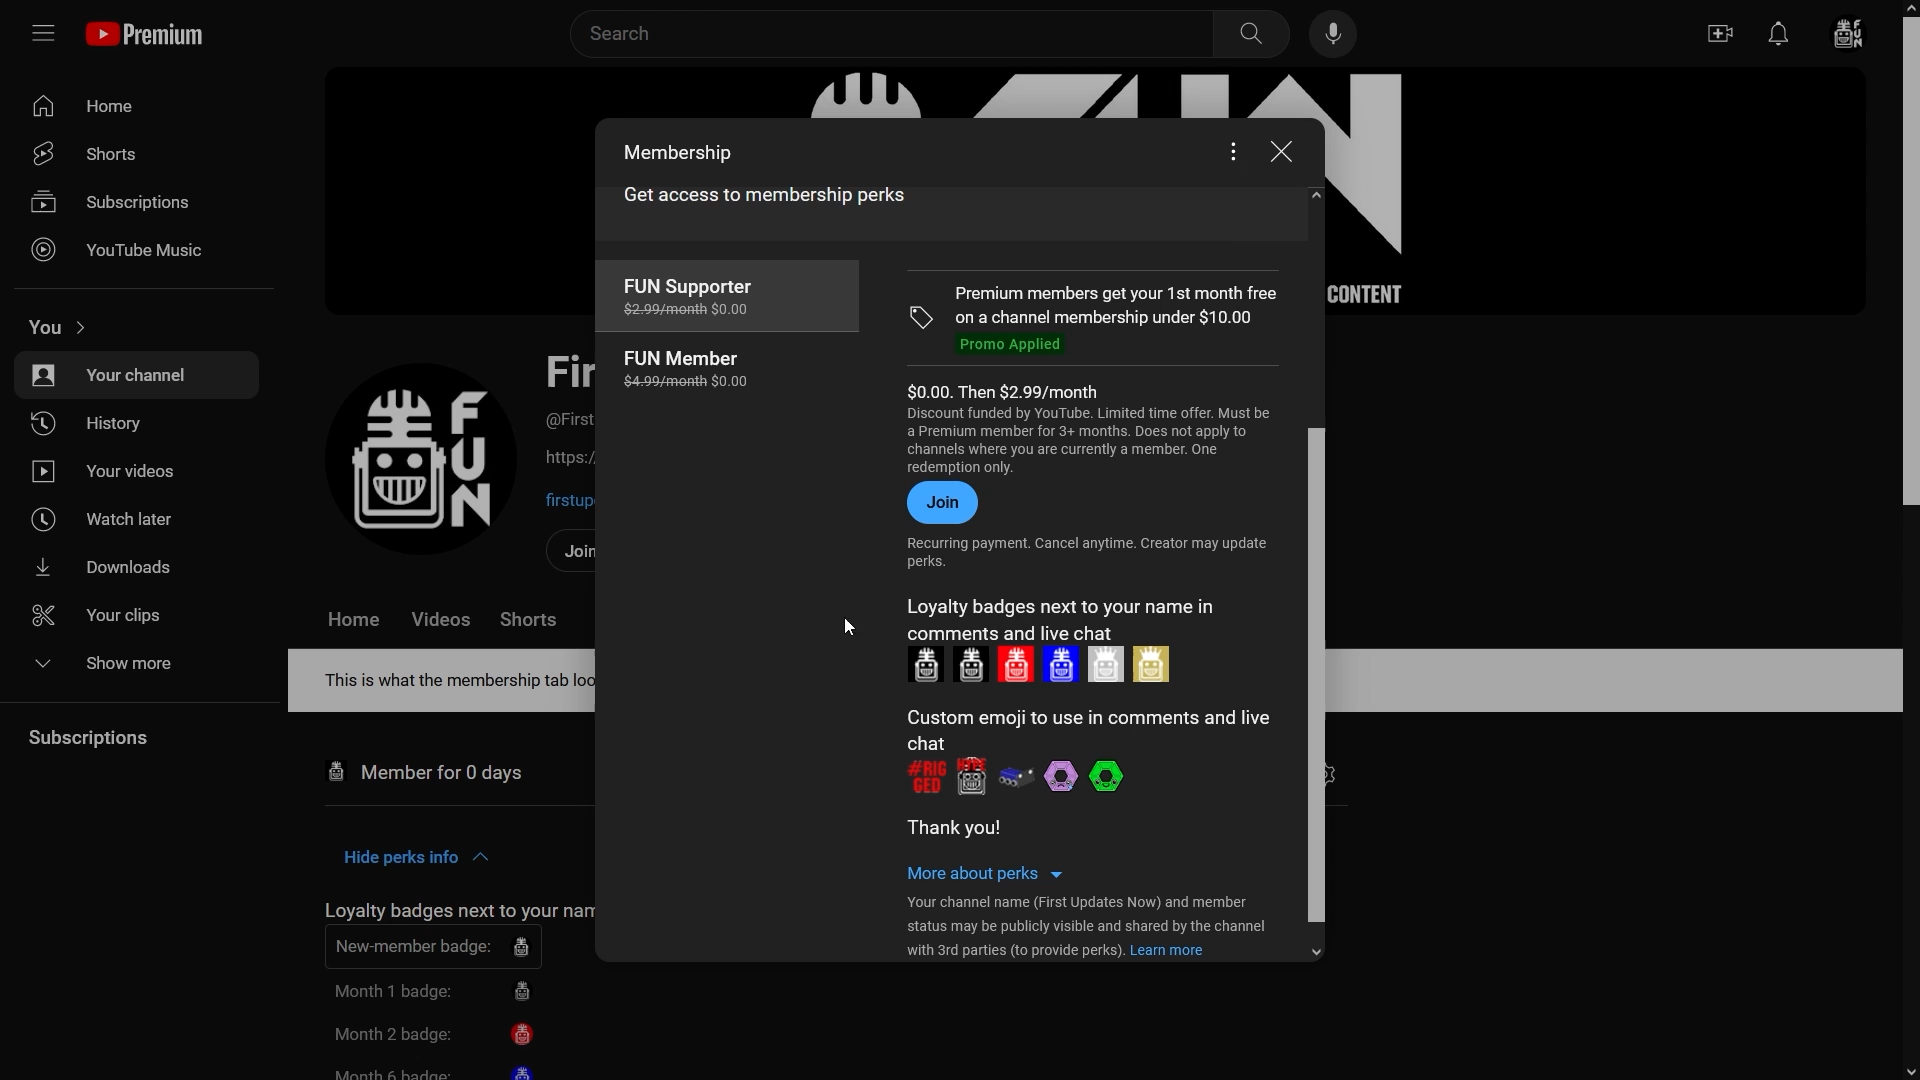 Premium
Search
FUN
Home
Shorts
Subscriptions
YouTube Music
You
Your channel
History
Your videos
Watch later
Downloads
Your clips
Show more
Subscriptions
CONTENT
FUN
Fir
@First
https:/
firstup
Join
Home Videos Shorts
This is what the membership tab loo
Member for 0 days
Hide perks info
Loyalty badges next to your nam
New-member badge:
Month 1 badge:
Month 2 badge:
Month 6 badge:
Membership
Get access to membership perks
FUN Supporter
$2.99/month $0.00
FUN Member
$4.99/month $0.00
Premium members get your 1st month free
on a channel membership under $10.00
Promo Applied
$0.00. Then $2.99/month
Discount funded by YouTube. Limited time offer. Must be
a Premium member for 3+ months. Does not apply to
channels where you are currently a member. One
redemption only.
Join
Recurring payment. Cancel anytime. Creator may update
perks.
Loyalty badges next to your name in
comments and live chat
Custom emoji to use in comments and live
chat
#RIG
GED
HYPE
Thank you!
More about perks
Your channel name (First Updates Now) and member
status may be publicly visible and shared by the channel
with 3rd parties (to provide perks). Learn more